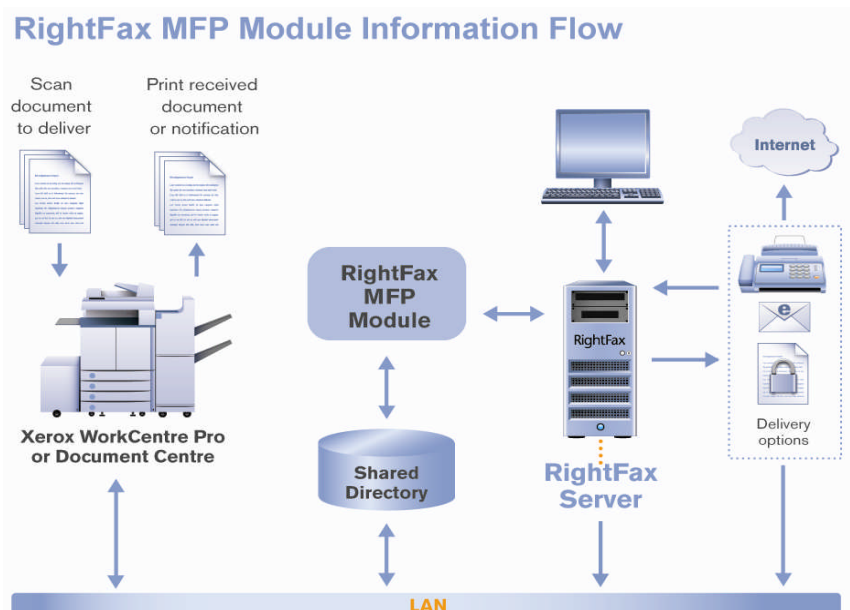 RightFax MFP Module Information Flow
Scan
document
to deliver
Print received
document
or notification
Internet
RightFax
MFP
Module
RightFax
e
Delivery
options
Xerox WorkCentre Pro
or Document Centre
Shared
Directory
RightFax
Server
LAN